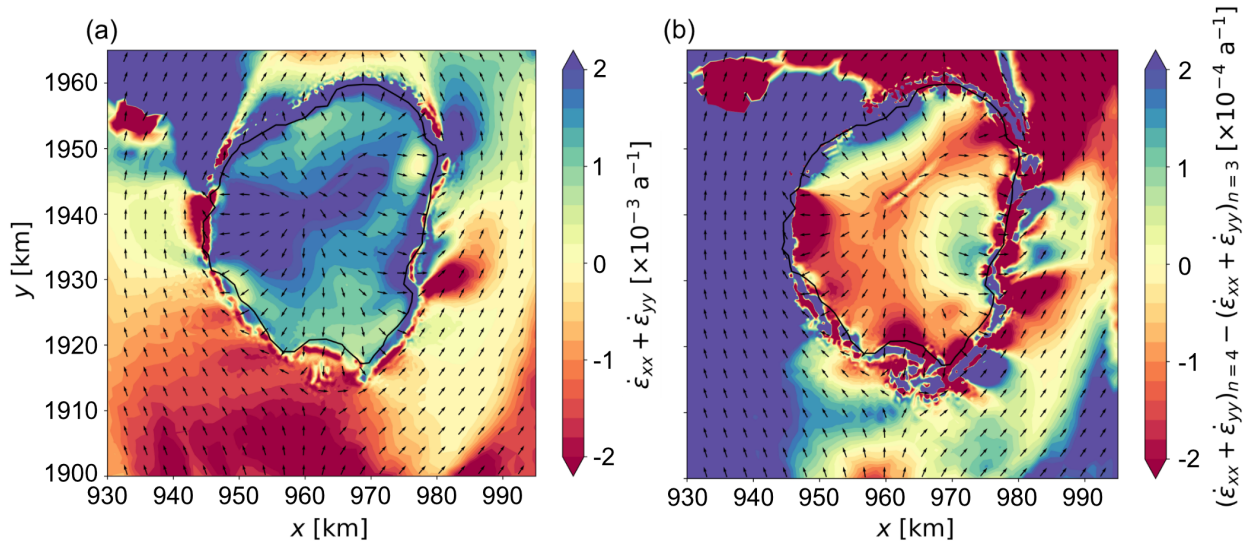 (a)
(b)
1960
1950
1940
1930
1920
1910
1900
y [km]
930 940 950 960 970 980 990
x [km]
2
1
0
-1
-2
ε̇xx + ε̇yy [×10⁻³ a⁻¹]
930 940 950 960 970 980 990
x [km]
2
1
0
-1
-2
(ε̇xx + ε̇yy)n=4 − (ε̇xx + ε̇yy)n=3 [×10⁻⁴ a⁻¹]